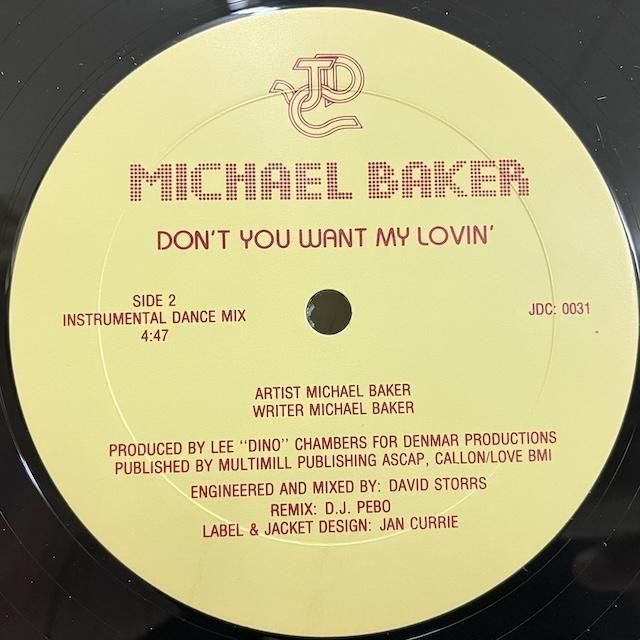 JDC
MICHAEL BAKER
DON'T YOU WANT MY LOVIN'
SIDE 2
INSTRUMENTAL DANCE MIX
4:47
JDC: 0031
ARTIST MICHAEL BAKER
WRITER MICHAEL BAKER
PRODUCED BY LEE "DINO" CHAMBERS FOR DENMAR PRODUCTIONS
PUBLISHED BY MULTIMILL PUBLISHING ASCAP, CALLON/LOVE BMI
ENGINEERED AND MIXED BY: DAVID STORRS
REMIX: D.J. PEBO
LABEL & JACKET DESIGN: JAN CURRIE